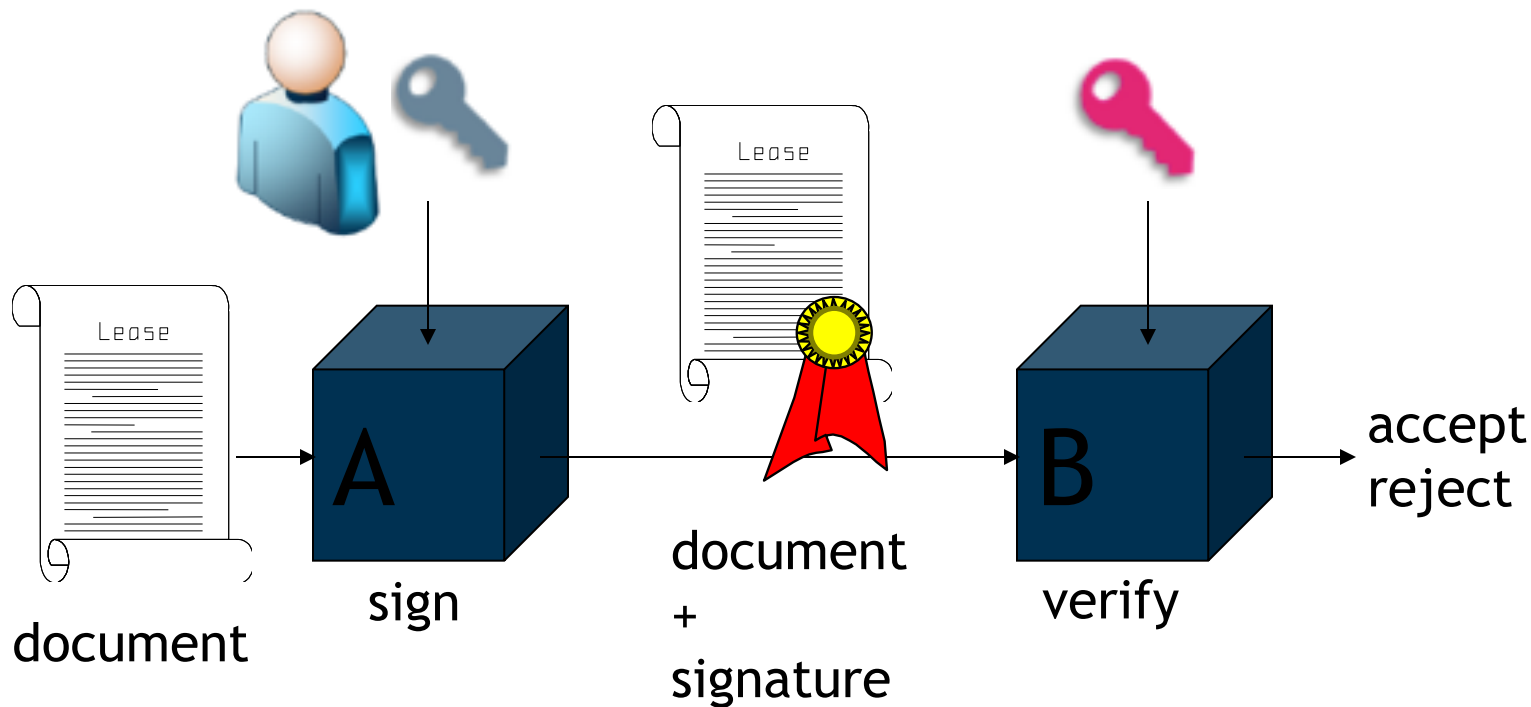 Lease
document
A
sign
Lease
document
+
signature
B
verify
accept
reject